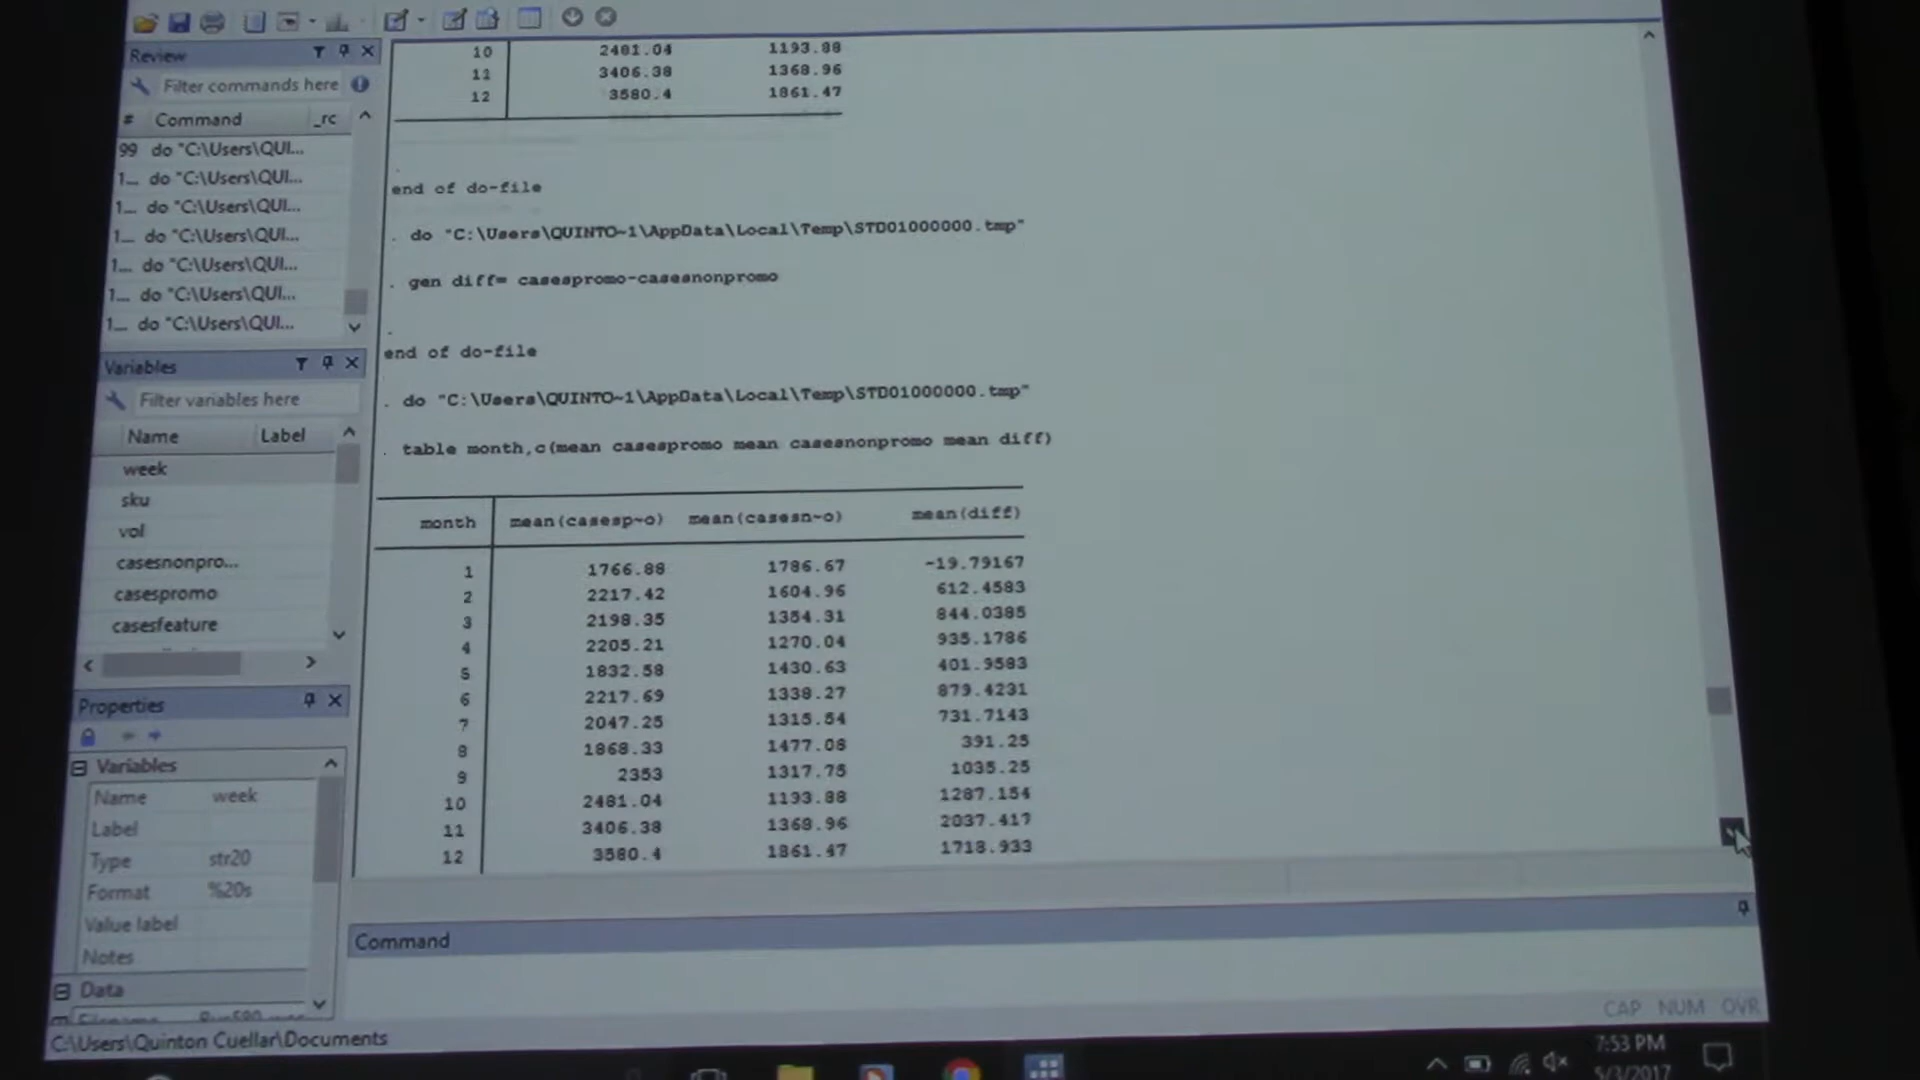 Review
Filter commands here
# Command _rc
99 do "C:\Users\QUI...
1... do "C:\Users\QUI...
1... do "C:\Users\QUI...
1... do "C:\Users\QUI...
1... do "C:\Users\QUI...
1... do "C:\Users\QUI...
1... do "C:\Users\QUI...
Variables
Filter variables here
Name Label
week
sku
vol
casesnonpro...
casespromo
casesfeature
Properties
Variables
Name week
Label
Type str20
Format %20s
Value label
Notes
Data
10 2481.04 1193.88
11 3406.38 1368.96
12 3580.4 1861.47
.
end of do-file
. do "C:\Users\QUINTO~1\AppData\Local\Temp\STD01000000.tmp"
. gen diff= casespromo-casesnonpromo
.
end of do-file
. do "C:\Users\QUINTO~1\AppData\Local\Temp\STD01000000.tmp"
. table month,c(mean casespromo mean casesnonpromo mean diff)
month mean(casesp~o) mean(casesn~o) mean(diff)
1 1766.88 1786.67 -19.79167
2 2217.42 1604.96 612.4583
3 2198.35 1354.31 844.0385
4 2205.21 1270.04 935.1786
5 1832.58 1430.63 401.9583
6 2217.69 1338.27 879.4231
7 2047.25 1315.54 731.7143
8 1868.33 1477.08 391.25
9 2353 1317.75 1035.25
10 2481.04 1193.88 1287.154
11 3406.38 1368.96 2037.417
12 3580.4 1861.47 1718.933
Command
C:\Users\Quinton Cuellar\Documents
CAP NUM OVR
7:53 PM
5/3/2017